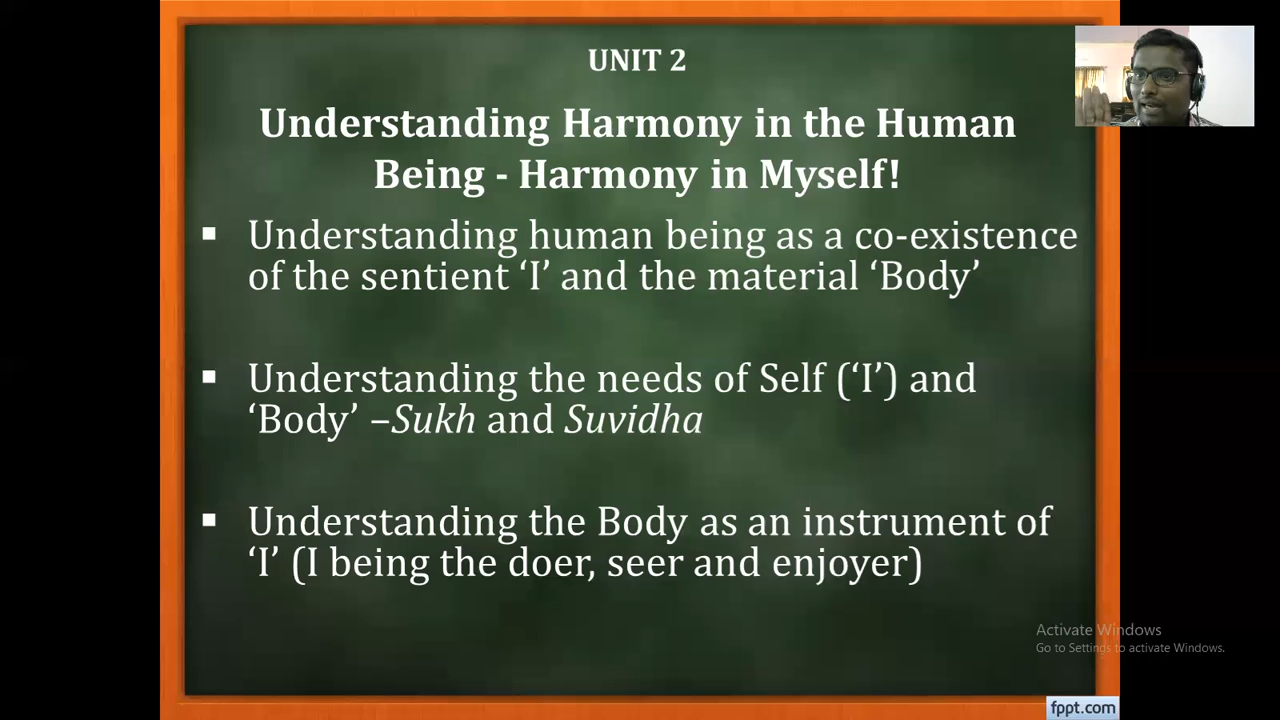 UNIT 2
Understanding Harmony in the Human
Being - Harmony in Myself!
▪ Understanding human being as a co-existence
of the sentient ‘I’ and the material ‘Body’
▪ Understanding the needs of Self (‘I’) and
‘Body’ –Sukh and Suvidha
▪ Understanding the Body as an instrument of
‘I’ (I being the doer, seer and enjoyer)
Activate Windows
Go to Settings to activate Windows.
fppt.com